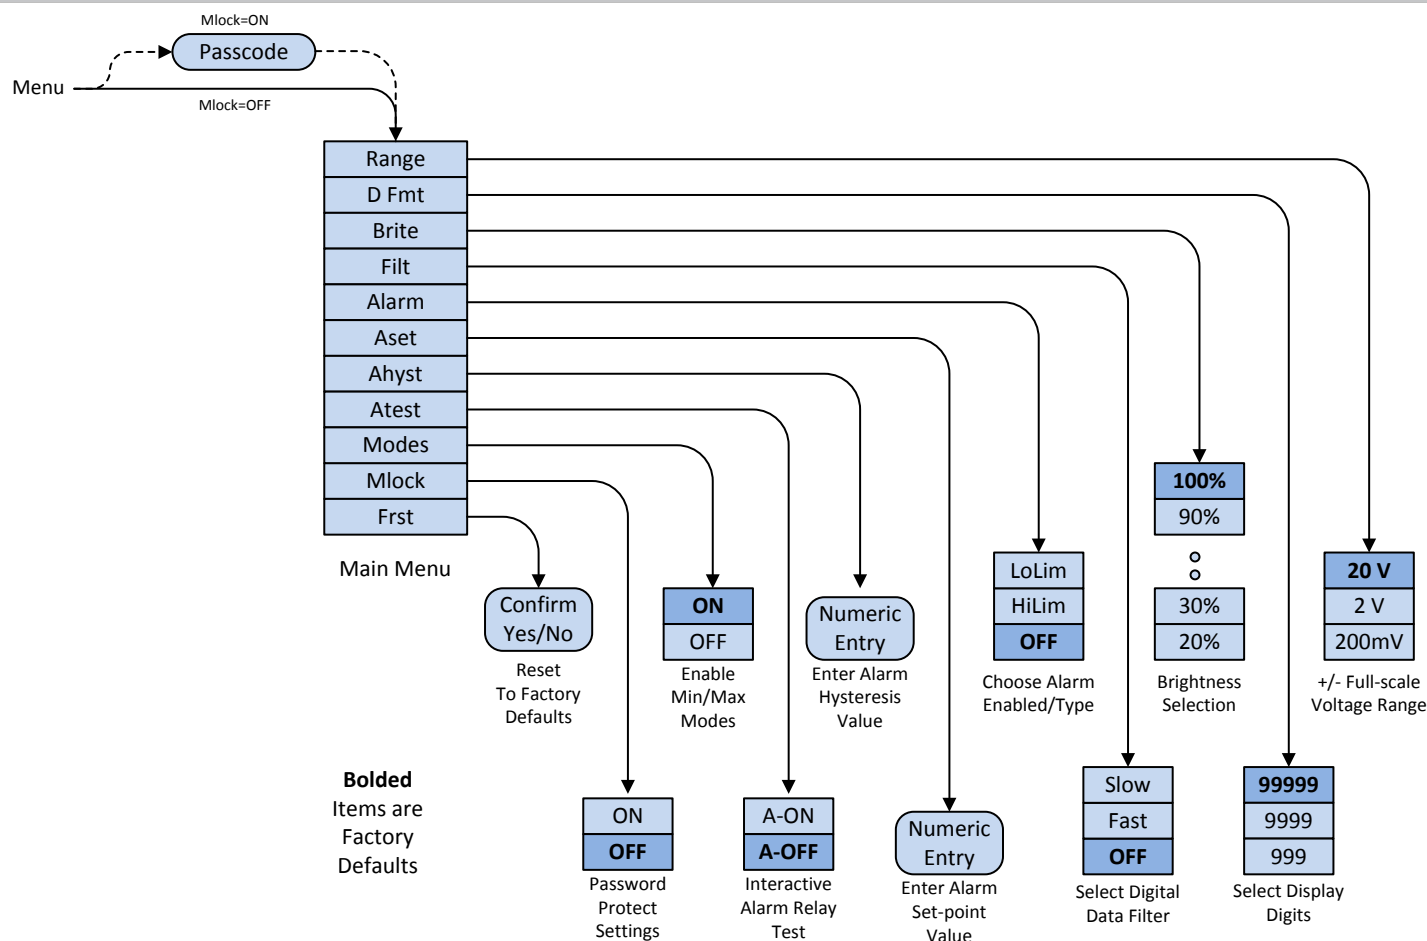 Mlock=ON
Passcode
Menu
Mlock=OFF
Range
D Fmt
Brite
Filt
Alarm
Aset
Ahyst
Atest
Modes
Mlock
Frst
Main Menu
Confirm
Yes/No
Reset
To Factory
Defaults
ON
OFF
Enable
Min/Max
Modes
Numeric
Entry
Enter Alarm
Hysteresis
Value
LoLim
HiLim
OFF
Choose Alarm
Enabled/Type
100%
90%
30%
20%
Brightness
Selection
20 V
2 V
200mV
+/- Full-scale
Voltage Range
Bolded
Items are
Factory
Defaults
ON
OFF
Password
Protect
Settings
A-ON
A-OFF
Interactive
Alarm Relay
Test
Numeric
Entry
Enter Alarm
Set-point
Value
Slow
Fast
OFF
Select Digital
Data Filter
99999
9999
999
Select Display
Digits